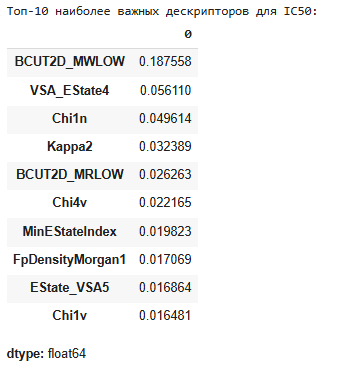 Топ-10 наиболее важных дескрипторов для IC50:
0
BCUT2D_MWLOW 0.187558
VSA_EState4 0.056110
Chi1n 0.049614
Kappa2 0.032389
BCUT2D_MRLOW 0.026263
Chi4v 0.022165
MinEStateIndex 0.019823
FpDensityMorgan1 0.017069
EState_VSA5 0.016864
Chi1v 0.016481
dtype: float64